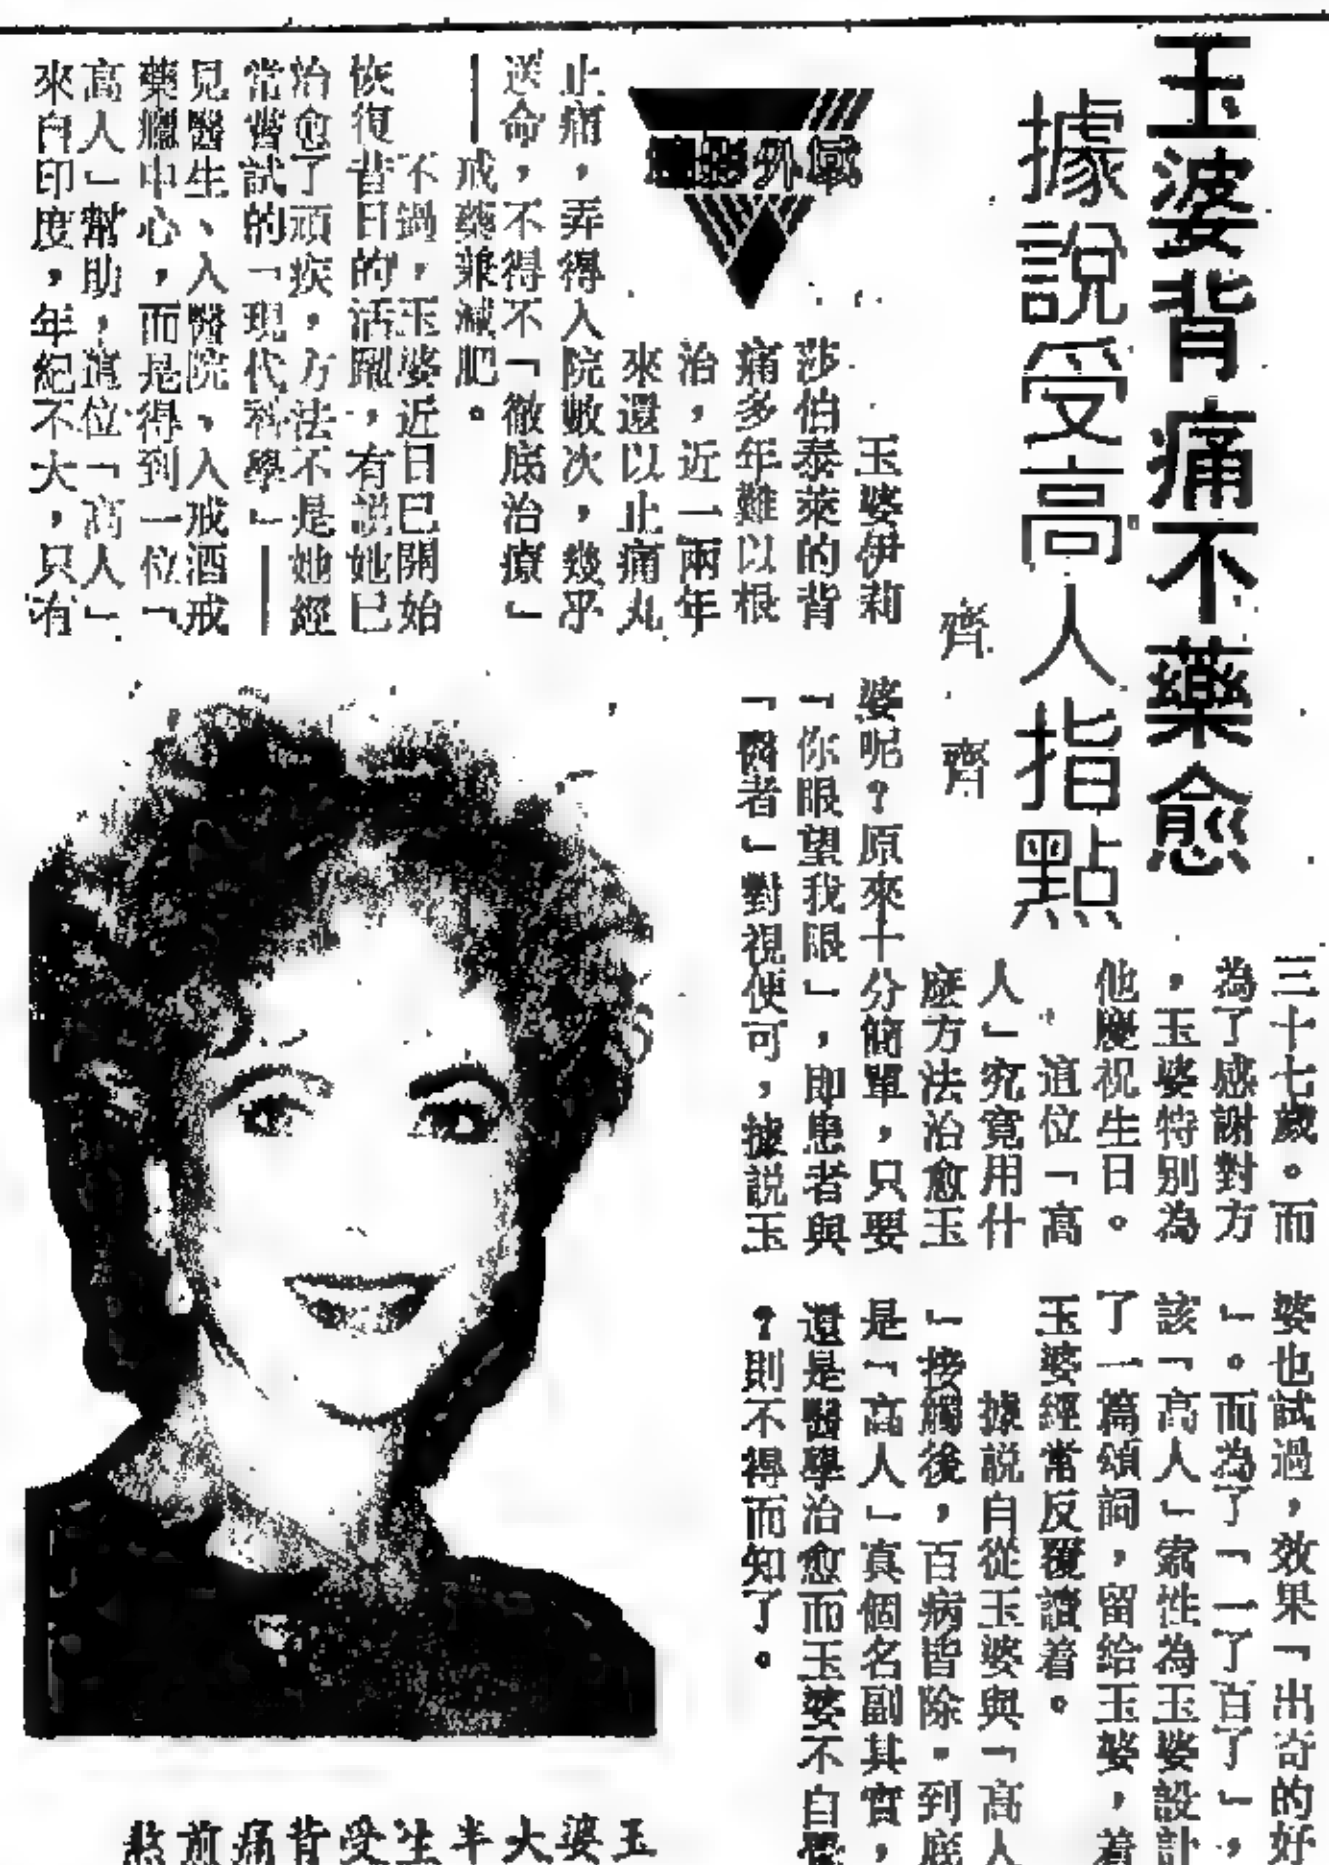 玉婆背痛不藥愈
據說受高人指點
齊齊
域外
玉婆伊莉
莎伯泰萊的背
痛多年難以根
治，近一兩年
來還以止痛丸
止痛，弄得入院數次，幾乎
送命，不得不「徹底治療」
——戒藥兼減肥。
不過，玉婆近日已開始
恢復昔日的活躍，有説她已
治愈了頑疾，方法不是她經
常嘗試的「現代科學」——
見醫生、入醫院、入戒酒戒
藥癮中心，而是得到一位「
高人」幫助，這位「高人」
來自印度，年紀不大，只有
三十七歲。而
為了感謝對方
，玉婆特別為
他慶祝生日。
這位「高
人」究竟用什
麼方法治愈玉
婆呢？原來十分簡單，只要
「你眼望我眼」，即患者與
「醫者」對視便可，據説玉
婆也試過，效果「出奇的好
」。而為了「一了百了」，
該「高人」索性為玉婆設計
了一篇頌詞，留給玉婆，着
玉婆經常反覆讀着。
據説自從玉婆與「高人
」接觸後，百病皆除。到底
是「高人」真個名副其實，
還是醫學治愈而玉婆不自覺
？則不得而知了。
玉婆大半生受背痛煎熬